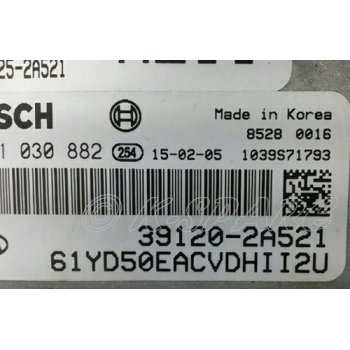 25-2A521
SCH
Made in Korea
8528 0016
1 030 882 254 15-02-05 1039S71793
39120-2A521
61YD50EACVDHII2U